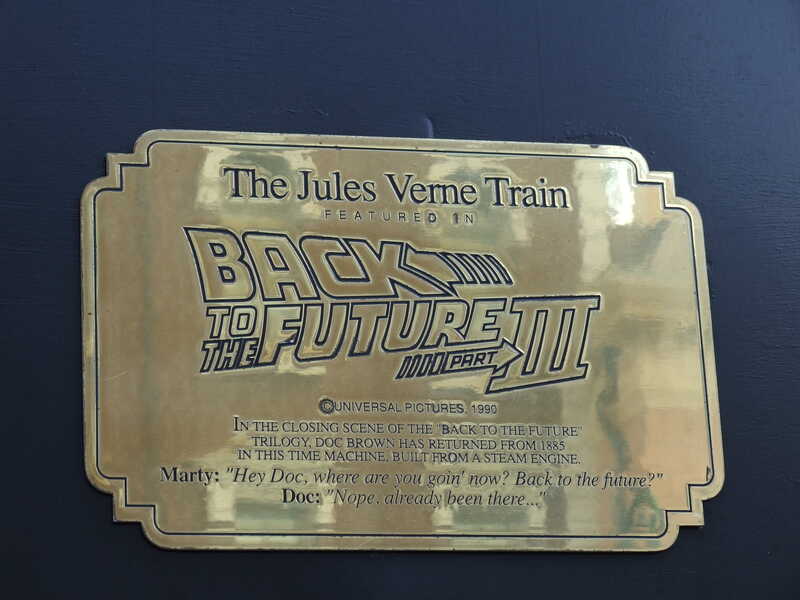 The Jules Verne Train
FEATURED IN
BACK
TO THE FUTURE
PART III
©UNIVERSAL PICTURES, 1990
IN THE CLOSING SCENE OF THE "BACK TO THE FUTURE"
TRILOGY, DOC BROWN HAS RETURNED FROM 1885
IN THIS TIME MACHINE, BUILT FROM A STEAM ENGINE.
Marty: "Hey Doc, where are you goin' now? Back to the future?"
Doc: "Nope, already been there..."